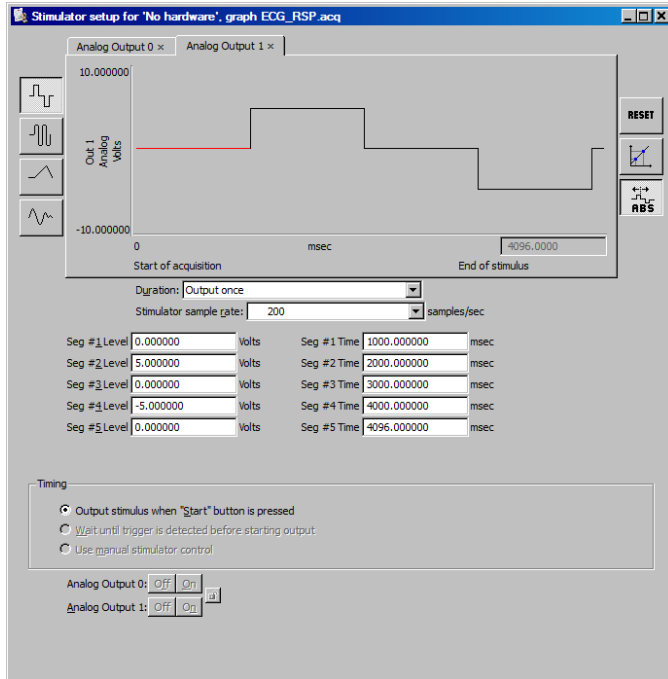 Stimulator setup for 'No hardware', graph ECG_RSP.acq
Analog Output 0 × Analog Output 1 ×
10.000000
Out 1
Analog
Volts
-10.000000
0 msec 4096.0000
Start of acquisition End of stimulus
RESET
ABS
Duration: Output once
Stimulator sample rate: 200 samples/sec
Seg #1 Level 0.000000 Volts Seg #1 Time 1000.000000 msec
Seg #2 Level 5.000000 Volts Seg #2 Time 2000.000000 msec
Seg #3 Level 0.000000 Volts Seg #3 Time 3000.000000 msec
Seg #4 Level -5.000000 Volts Seg #4 Time 4000.000000 msec
Seg #5 Level 0.000000 Volts Seg #5 Time 4096.000000 msec
Timing
Output stimulus when "Start" button is pressed
Wait until trigger is detected before starting output
Use manual stimulator control
Analog Output 0: Off On
Analog Output 1: Off On